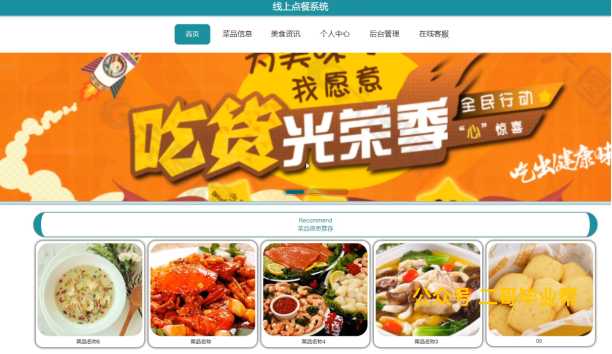 线上点餐系统
首页 菜品信息 美食资讯 个人中心 后台管理 在线客服
我愿意
吃货光荣季
全民行动
“心”惊喜
吃出健康味
Recommend
菜品信息推荐
公众号 二哥毕业帮
菜品名称6 菜品名称 菜品名称4 菜品名称3 00